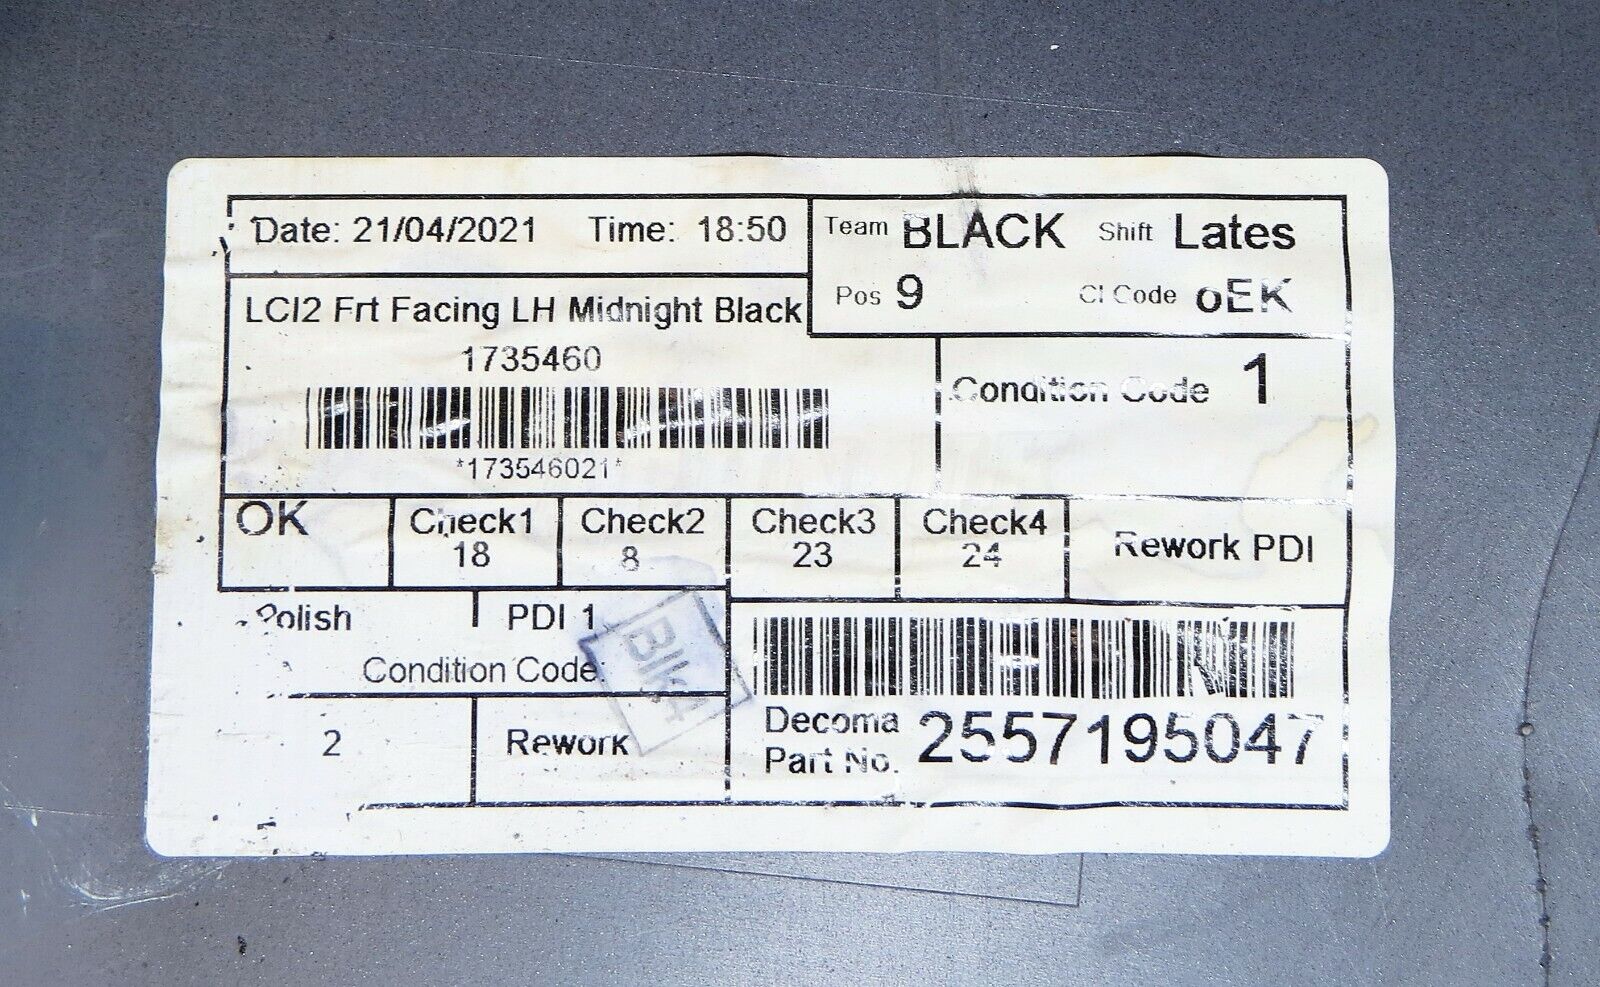 Date: 21/04/2021 Time: 18:50
Team BLACK Shift Lates
Pos 9 CI Code oEK
LCI2 Frt Facing LH Midnight Black
1735460
*173546021*
Condition Code 1
OK
Check1
18
Check2
8
Check3
23
Check4
24
Rework PDI
Polish
PDI 1
Condition Code:
2
Rework
Blk4
Decoma
Part No. 2557195047